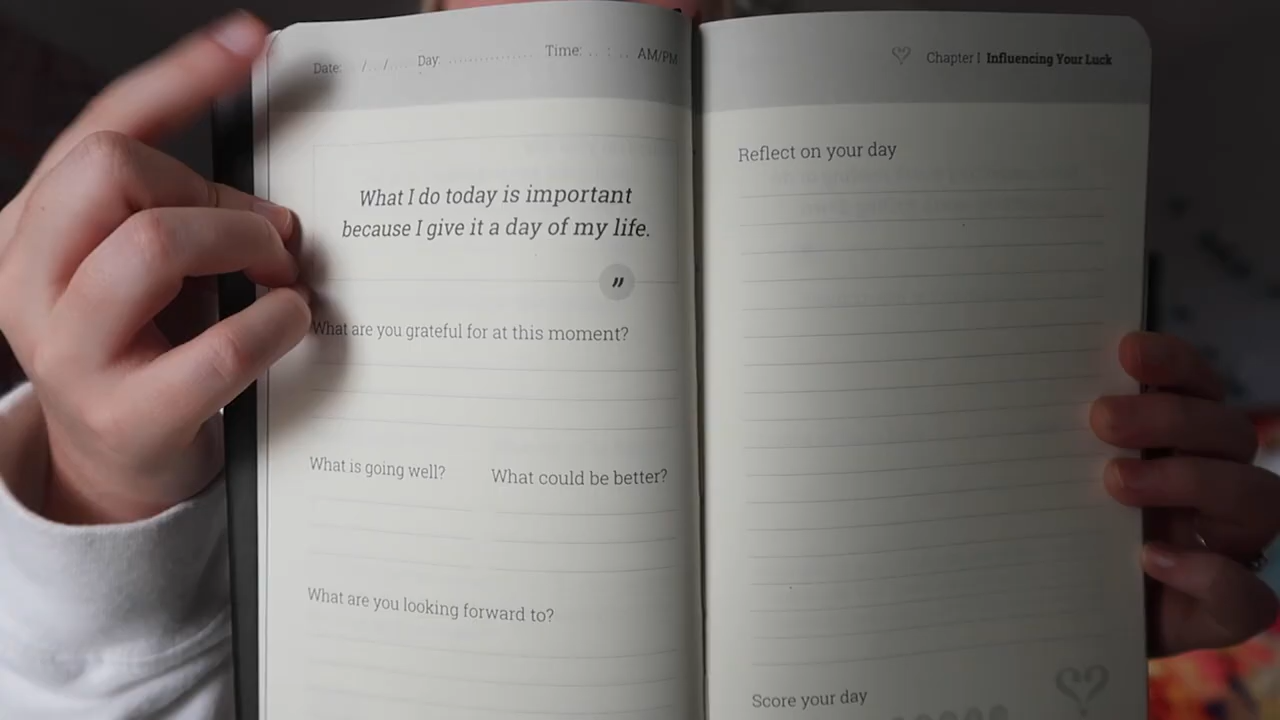 Date: . . / . . / . . . . Day: . . . . . . . . . . . . . . . . Time: . . : . . AM/PM
What I do today is important
because I give it a day of my life.
”
What are you grateful for at this moment?
What is going well? What could be better?
What are you looking forward to?
Chapter I Influencing Your Luck
Reflect on your day
Score your day